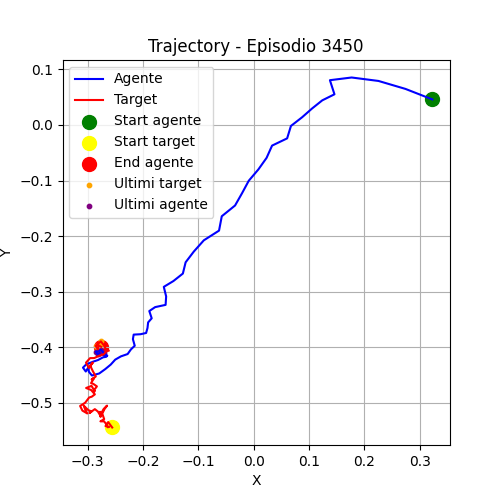 Trajectory - Episodio 3450
Agente
Target
Start agente
Start target
End agente
Ultimi target
Ultimi agente
0.1
0.0
−0.1
−0.2
−0.3
−0.4
−0.5
Y
−0.3
−0.2
−0.1
0.0
0.1
0.2
0.3
X